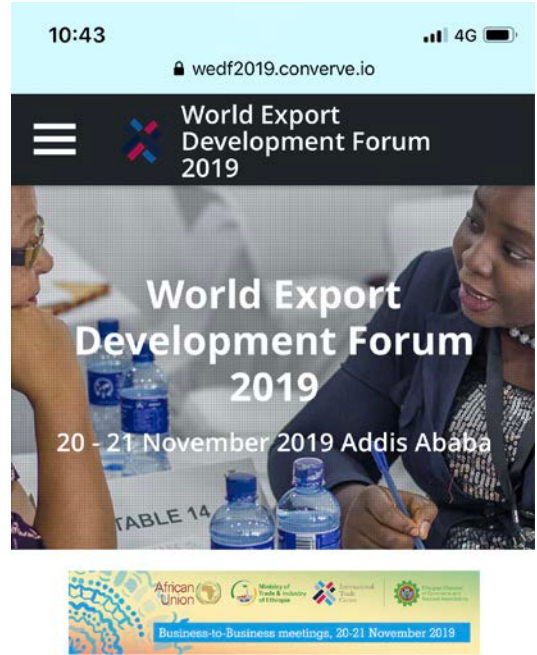 10:43
4G
wedf2019.converve.io
World Export
Development Forum
2019
World Export
Development Forum
2019
20 - 21 November 2019 Addis Ababa
TABLE 14
African
Union
Ministry of
Trade & Industry
of Ethiopia
International
Trade
Centre
Business-to-Business meetings, 20-21 November 2019